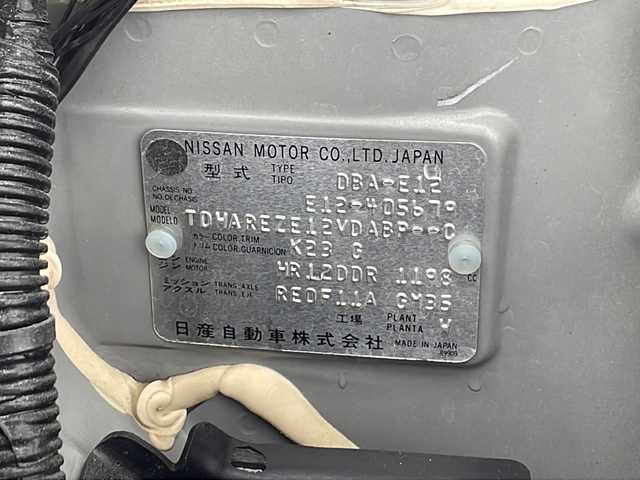 NISSAN MOTOR CO.,LTD.JAPAN
型式 TYPE TIPO DBA-E12
CHASSIS NO NO.DE CHASIS E12-405679
MODEL MODELO TDYAREZE12VDABP--C
カラー COLOR,TRIM K23 G
トリム COLOR,GUARNICION
エンジン ENGINE MOTOR HR12DDR 1198 CC
ミッション TRANS.AXLE
アクスル TRANS.EJE RE0F11A GM35
工場 PLANT PLANTA Y
日産自動車株式会社 MADE IN JAPAN